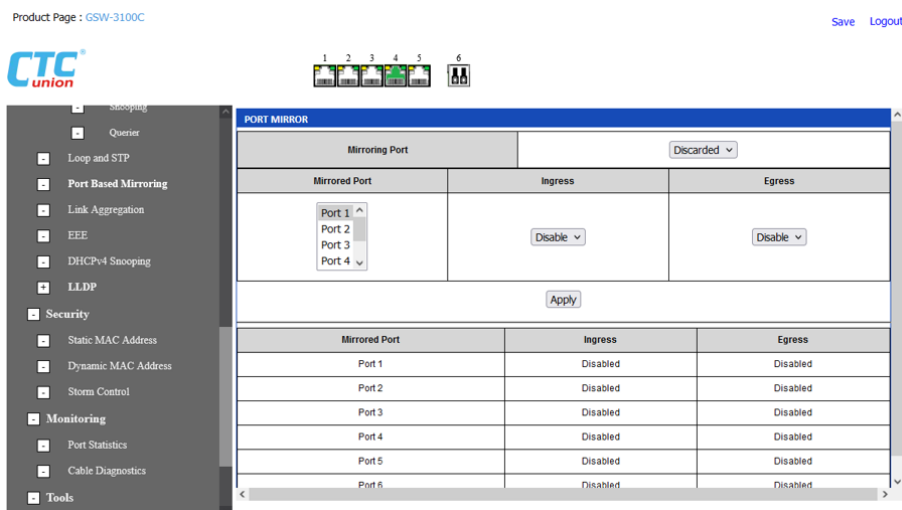 Product Page : GSW-3100C
Save Logout
CTC
union
1 2 3 4 5 6
Snooping
Querier
Loop and STP
Port Based Mirroring
Link Aggregation
EEE
DHCPv4 Snooping
LLDP
Security
Static MAC Address
Dynamic MAC Address
Storm Control
Monitoring
Port Statistics
Cable Diagnostics
Tools
PORT MIRROR
Mirroring Port Discarded
Mirrored Port Ingress Egress
Port 1
Port 2
Port 3
Port 4
Disable Disable
Apply
Mirrored Port Ingress Egress
Port 1 Disabled Disabled
Port 2 Disabled Disabled
Port 3 Disabled Disabled
Port 4 Disabled Disabled
Port 5 Disabled Disabled
Port 6 Disabled Disabled